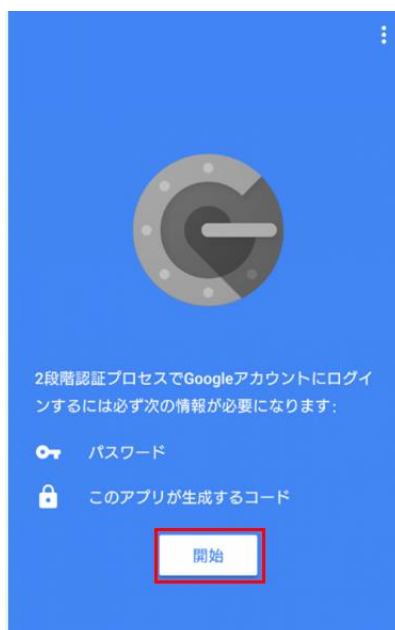 2段階認証プロセスでGoogleアカウントにログイ
ンするには必ず次の情報が必要になります:
パスワード
このアプリが生成するコード
開始